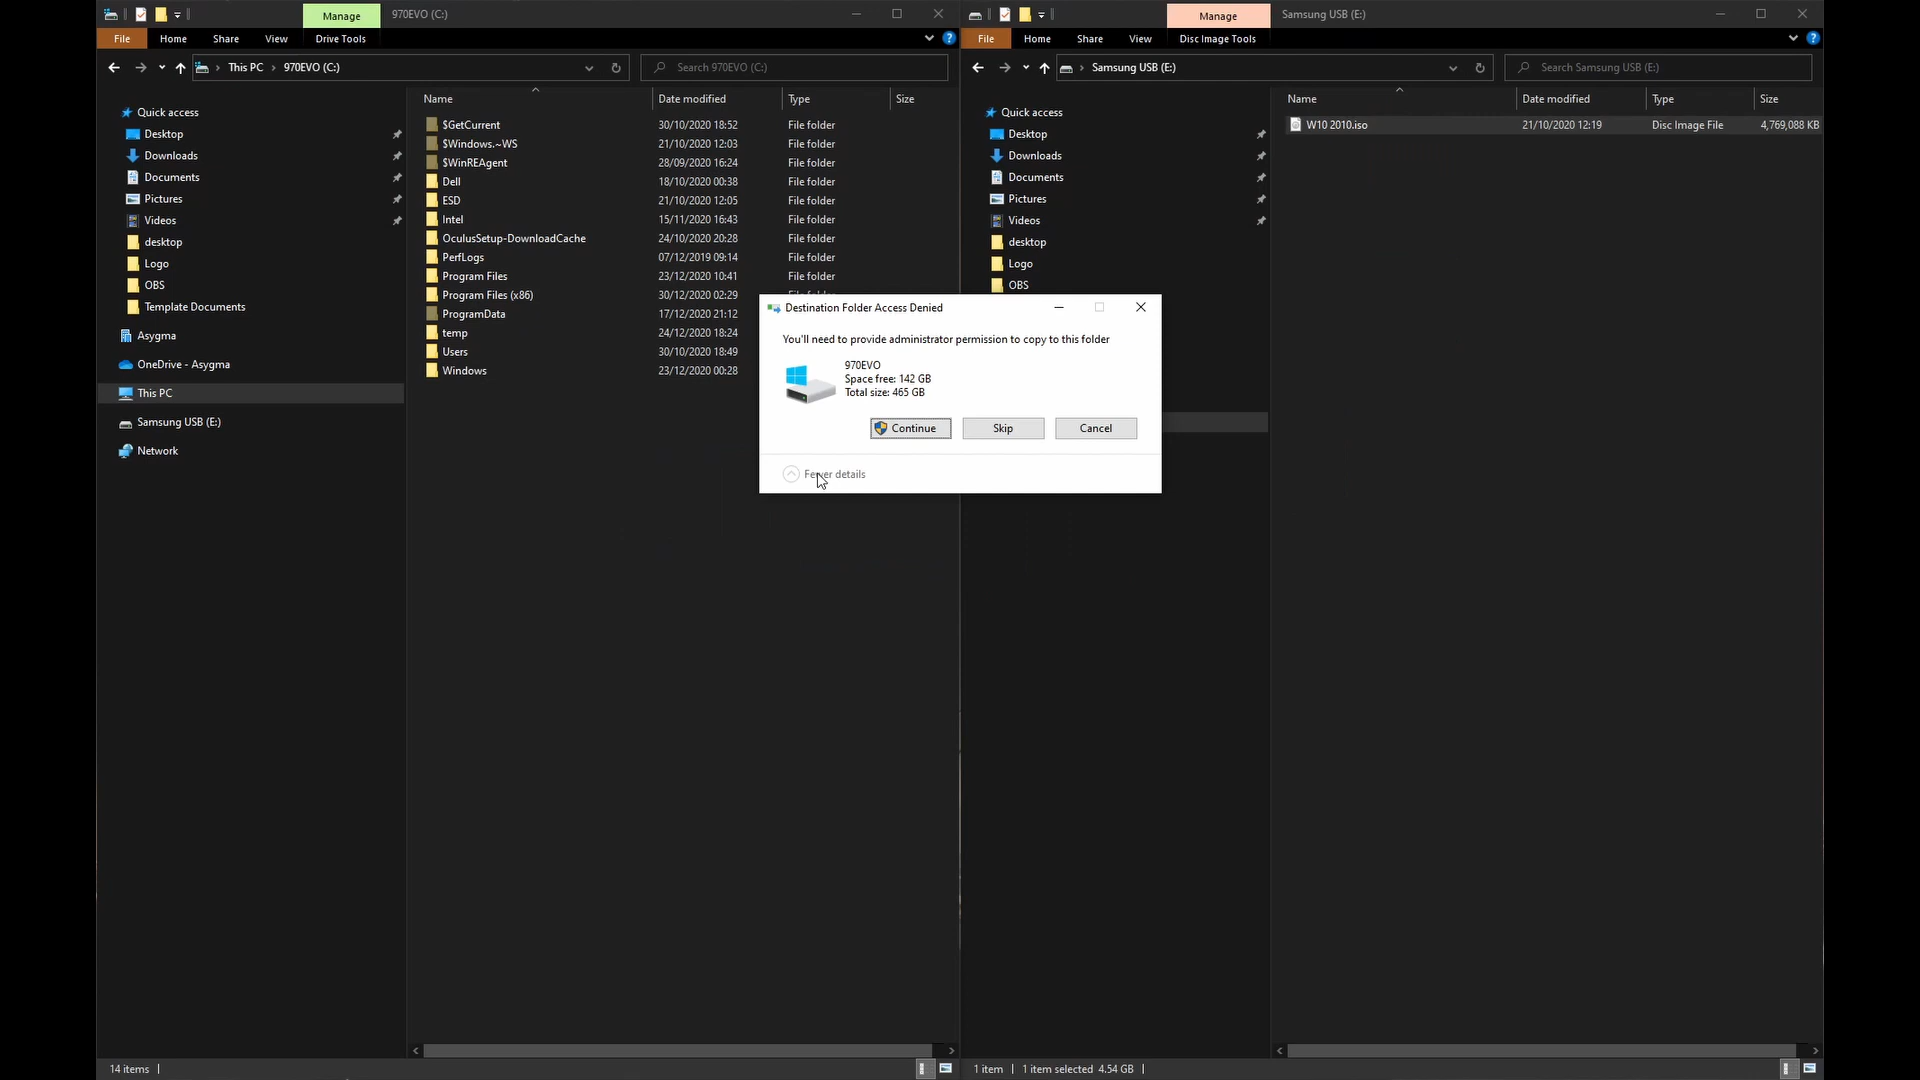 Manage
970EVO (C:)
File
Home
Share
View
Drive Tools
This PC
970EVO (C:)
Search 970EVO (C:)
Quick access
Desktop
Downloads
Documents
Pictures
Videos
desktop
Logo
OBS
Template Documents
Asygma
OneDrive - Asygma
This PC
Samsung USB (E:)
Network
Name Date modified Type Size
$GetCurrent 30/10/2020 18:52 File folder
$Windows.~WS 21/10/2020 12:03 File folder
$WinREAgent 28/09/2020 16:24 File folder
Dell 18/10/2020 00:38 File folder
ESD 21/10/2020 12:05 File folder
Intel 15/11/2020 16:43 File folder
OculusSetup-DownloadCache 24/10/2020 20:28 File folder
PerfLogs 07/12/2019 09:14 File folder
Program Files 23/12/2020 10:41 File folder
Program Files (x86) 30/12/2020 02:29 File folder
ProgramData 17/12/2020 21:12
temp 24/12/2020 18:24
Users 30/10/2020 18:49
Windows 23/12/2020 00:28
14 items
Destination Folder Access Denied
You'll need to provide administrator permission to copy to this folder
970EVO
Space free: 142 GB
Total size: 465 GB
Continue
Skip
Cancel
Fewer details
Manage
Samsung USB (E:)
File
Home
Share
View
Disc Image Tools
Samsung USB (E:)
Search Samsung USB (E:)
Quick access
Desktop
Downloads
Documents
Pictures
Videos
desktop
Logo
OBS
Name Date modified Type Size
W10 2010.iso 21/10/2020 12:19 Disc Image File 4,769,088 KB
1 item 1 item selected 4.54 GB